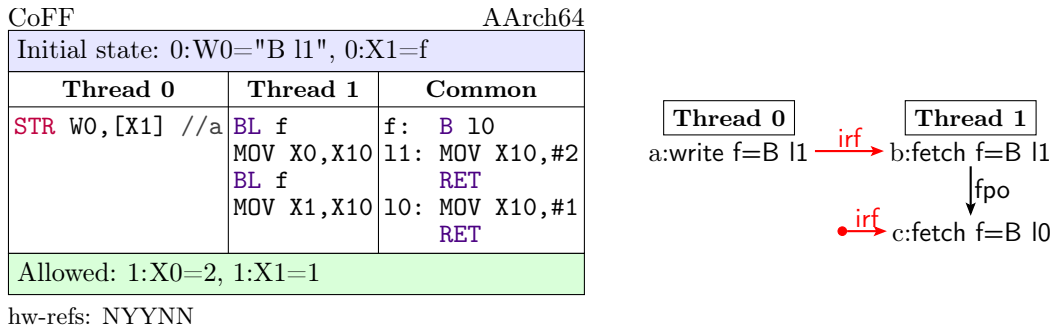 CoFF AArch64
Initial state: 0:W0="B l1", 0:X1=f
Thread 0 Thread 1 Common
STR W0,[X1] //a BL f f: B l0
MOV X0,X10 l1: MOV X10,#2
BL f RET
MOV X1,X10 l0: MOV X10,#1
RET
Allowed: 1:X0=2, 1:X1=1
hw-refs: NYYNN
Thread 0 Thread 1
a:write f=B l1 irf b:fetch f=B l1
fpo
irf c:fetch f=B l0